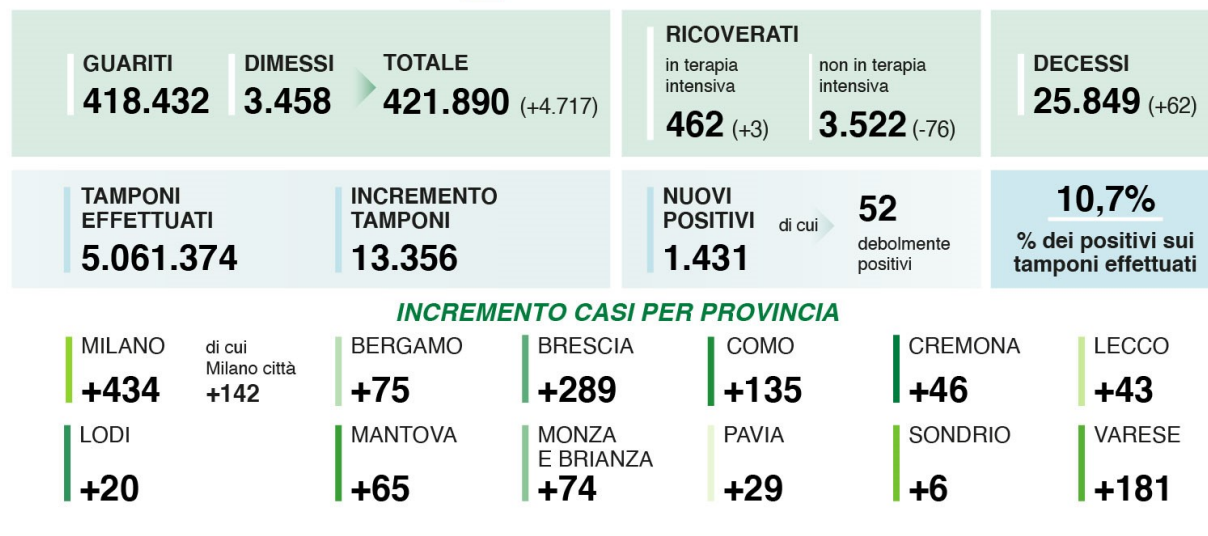 GUARITI
418.432
DIMESSI
3.458
TOTALE
421.890 (+4.717)
RICOVERATI
in terapia
intensiva
462 (+3)
non in terapia
intensiva
3.522 (-76)
DECESSI
25.849 (+62)
TAMPONI
EFFETTUATI
5.061.374
INCREMENTO
TAMPONI
13.356
NUOVI
POSITIVI
1.431
di cui
52
debolmente
positivi
10,7%
% dei positivi sui
tamponi effettuati
INCREMENTO CASI PER PROVINCIA
MILANO
+434
di cui
Milano città
+142
BERGAMO
+75
BRESCIA
+289
COMO
+135
CREMONA
+46
LECCO
+43
LODI
+20
MANTOVA
+65
MONZA
E BRIANZA
+74
PAVIA
+29
SONDRIO
+6
VARESE
+181